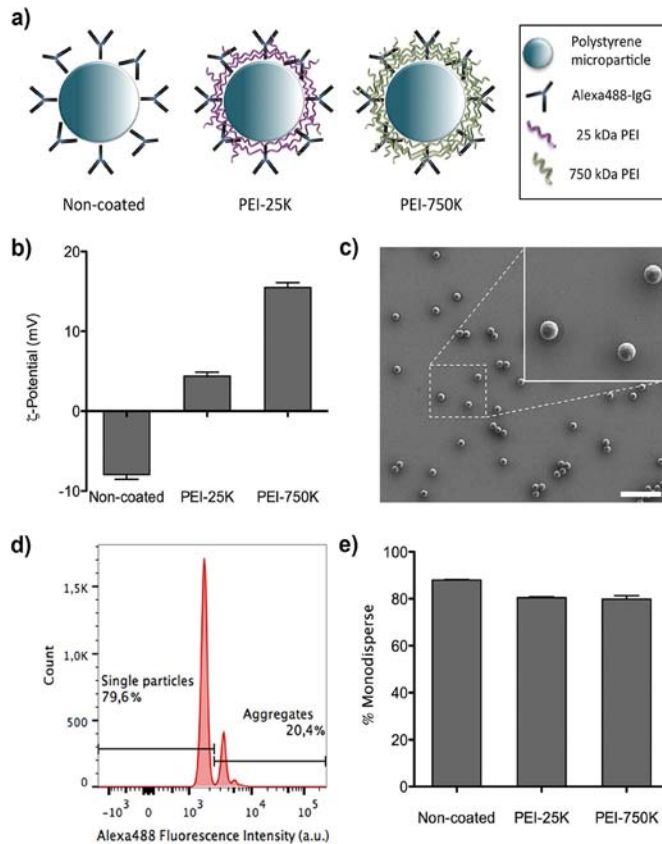 a)
Non-coated
PEI-25K
PEI-750K
Polystyrene
microparticle
Alexa488-IgG
25 kDa PEI
750 kDa PEI
b)
ζ-Potential (mV)
20
10
0
-10
Non-coated
PEI-25K
PEI-750K
c)
d)
Count
1,5K
1,0K
500
0
Single particles
79,6%
Aggregates
20,4%
-10³
0
10³
10⁴
10⁵
Alexa488 Fluorescence Intensity (a.u.)
e)
% Monodisperse
100
80
60
40
20
0
Non-coated
PEI-25K
PEI-750K